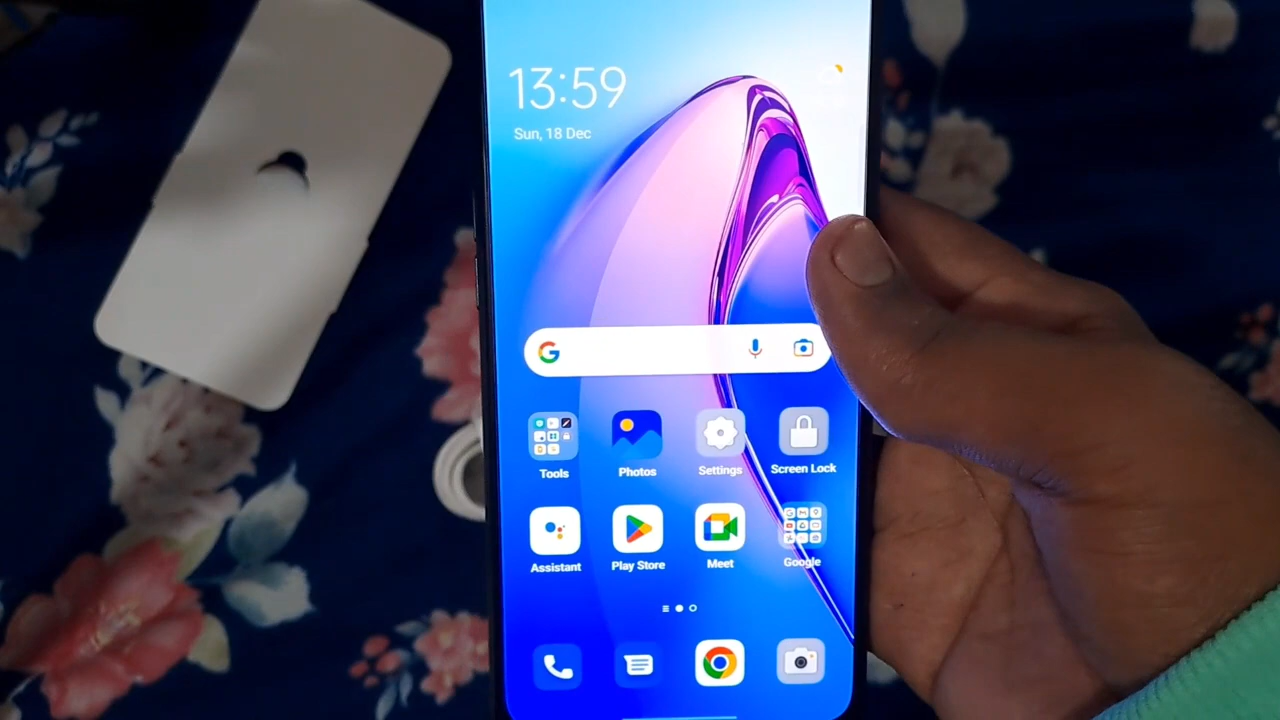 13:59
Sun, 18 Dec
G
Tools Photos Settings Screen Lock
Assistant Play Store Meet Google